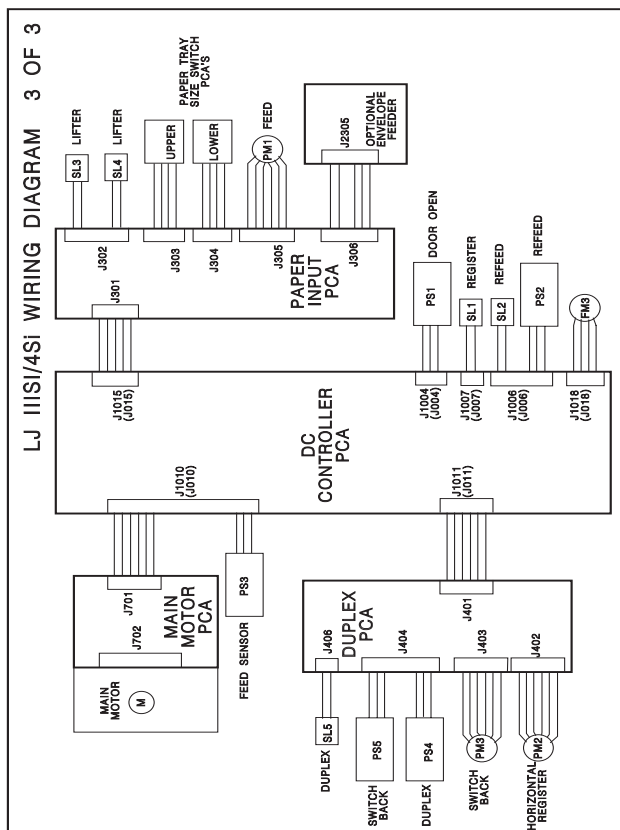 LJ IIISi/4Si WIRING DIAGRAM 3 OF 3
LIFTER
SL3
LIFTER
SL4
PAPER TRAY
SIZE SWITCH
PCA'S
UPPER
LOWER
FEED
PM1
OPTIONAL
ENVELOPE
FEEDER
J2305
J302
J303
J304
J305
J306
J301
PAPER
INPUT
PCA
DOOR OPEN
PS1
REGISTER
SL1
REFEED
SL2
REFEED
PS2
FM3
J1015
(J015)
J1004
(J004)
J1007
(J007)
J1006
(J006)
J1018
(J018)
DC
CONTROLLER
PCA
J1010
(J010)
J1011
(J011)
J701
J702
MAIN
MOTOR
PCA
MAIN
MOTOR
M
PS3
FEED SENSOR
J401
DUPLEX
PCA
J406
J404
J403
J402
DUPLEX
SL5
SWITCH
BACK
PS5
DUPLEX
PS4
SWITCH
BACK
PM3
HORIZONTAL
REGISTER
PM2